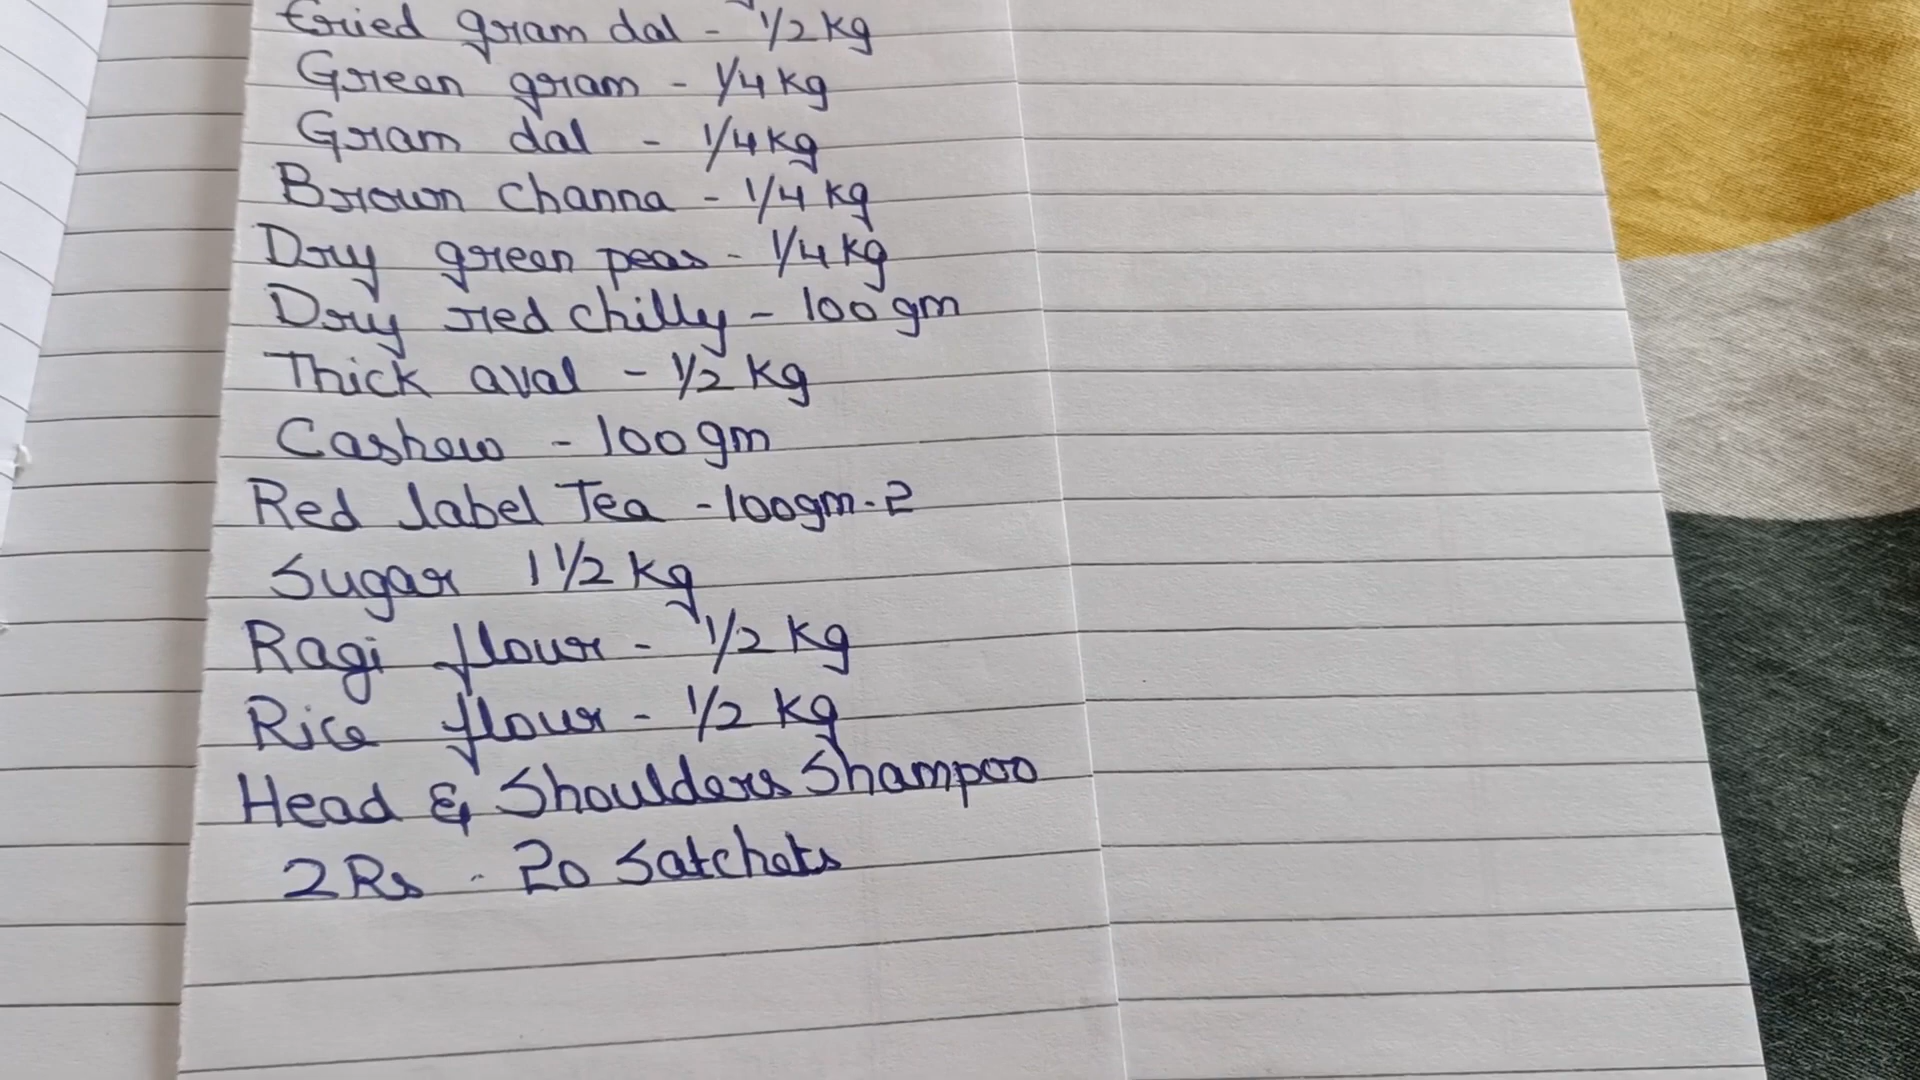 fried gram dal - 1/2 kg
Green gram - 1/4 kg
Gram dal - 1/4 kg
Brown channa - 1/4 kg
Dry green peas - 1/4 kg
Dry red chilly - 100 gm
Thick aval - 1/2 kg
Cashew - 100 gm
Red label Tea - 100gm - 2
Sugar 1 1/2 kg
Ragi flour - 1/2 kg
Rice flour - 1/2 kg
Head & Shoulders Shampoo
2 Rs - 20 Satchets